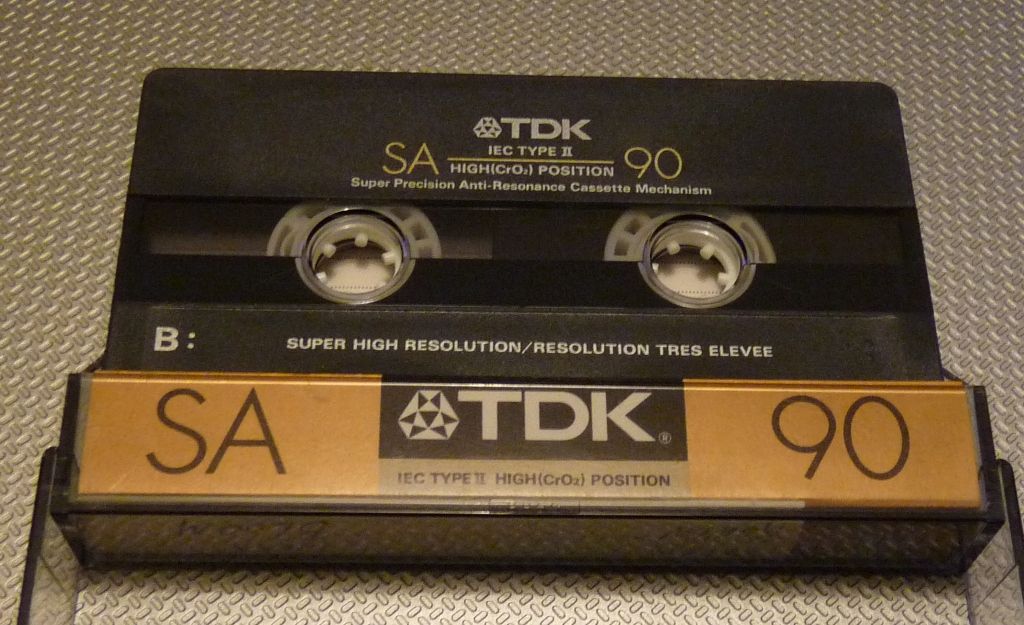 TDK
IEC TYPE II
SA 90
HIGH(CrO₂) POSITION
Super Precision Anti-Resonance Cassette Mechanism
B:
SUPER HIGH RESOLUTION/RESOLUTION TRES ELEVEE
SA TDK® 90
IEC TYPE II HIGH(CrO₂) POSITION